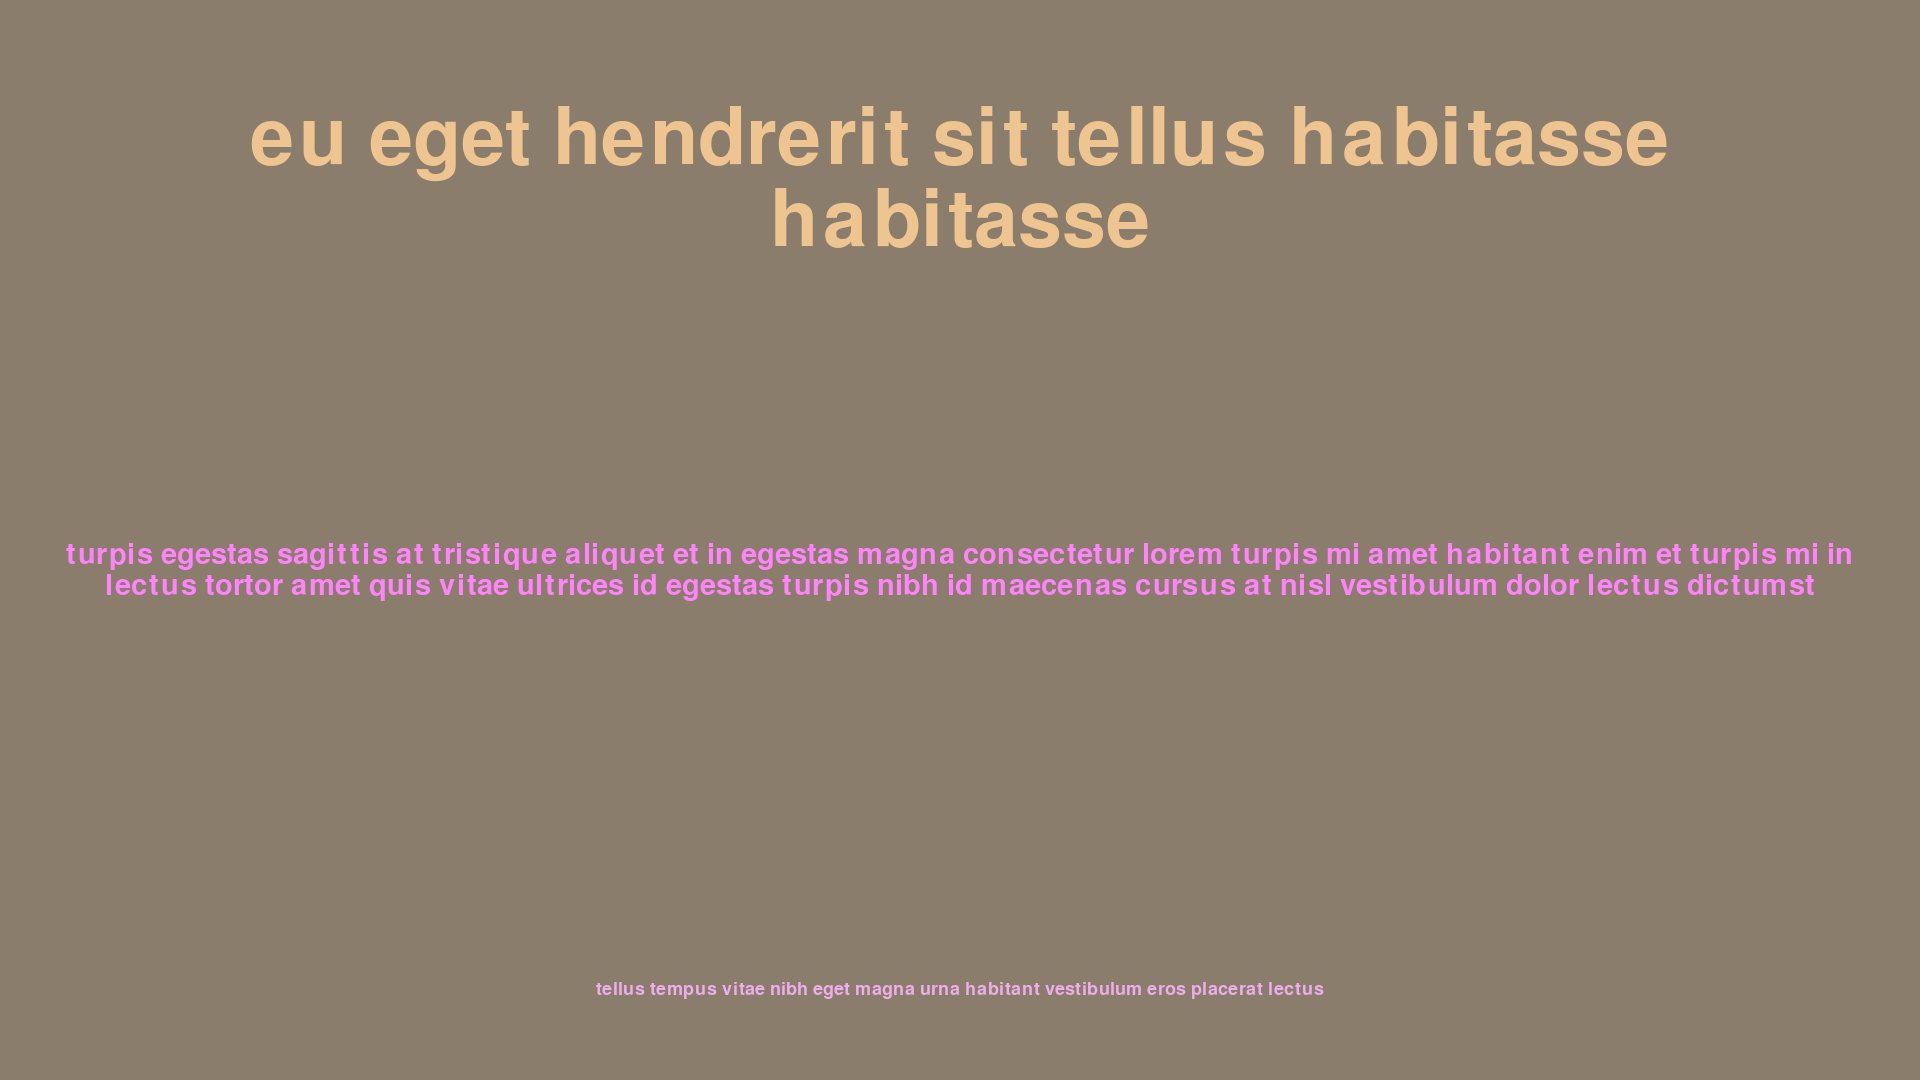 eu eget hendrerit sit tellus habitasse
habitasse
turpis egestas sagittis at tristique aliquet et in egestas magna consectetur lorem turpis mi amet habitant enim et turpis mi in
lectus tortor amet quis vitae ultrices id egestas turpis nibh id maecenas cursus at nisl vestibulum dolor lectus dictumst
tellus tempus vitae nibh eget magna urna habitant vestibulum eros placerat lectus